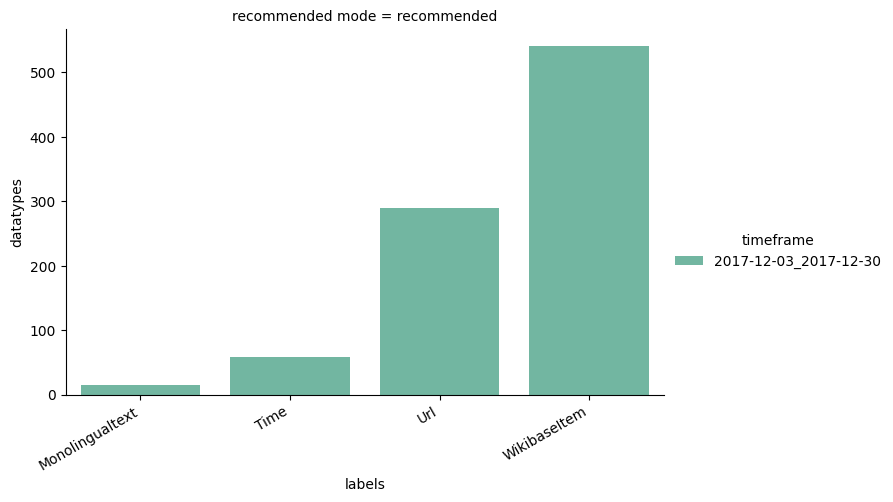 recommended mode = recommended
datatypes
500
400
300
200
100
0
Monolingualtext
Time
Url
WikibaseItem
labels
timeframe
2017-12-03_2017-12-30